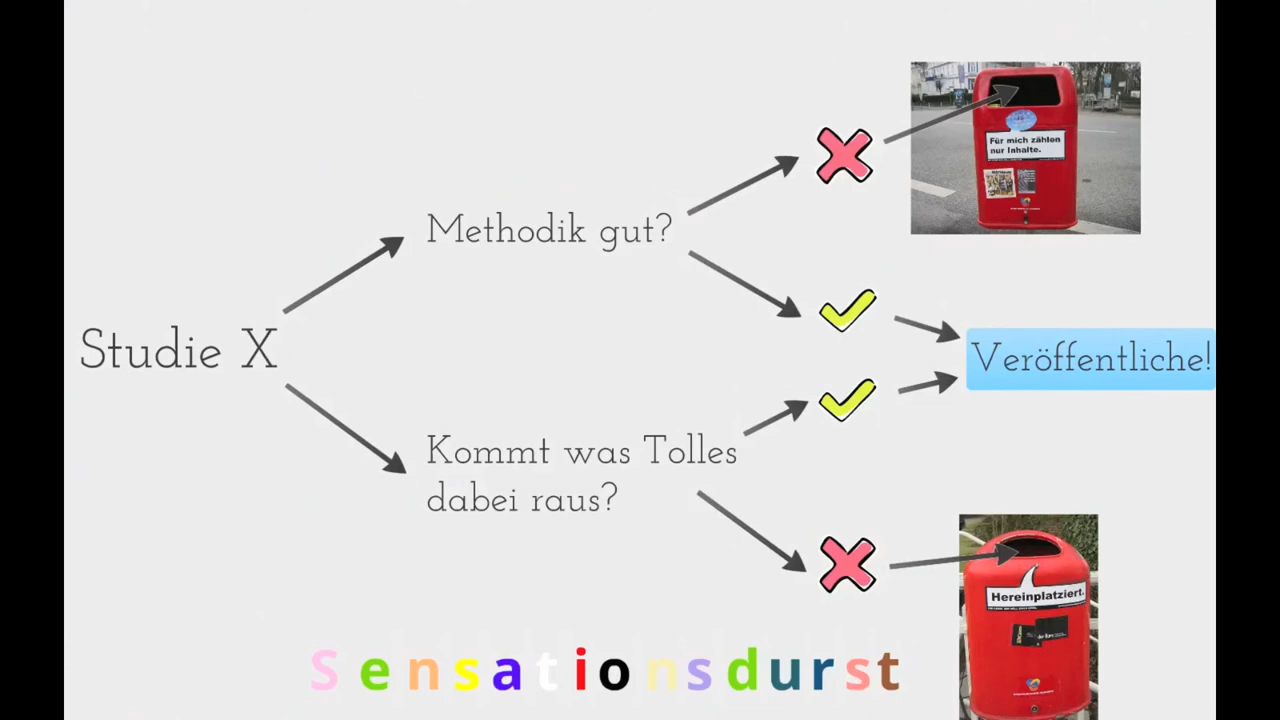 Für mich zählen
nur Inhalte.
Methodik gut?
Studie X
Veröffentliche!
Kommt was Tolles
dabei raus?
Hereinplatziert.
Sensationsdurst